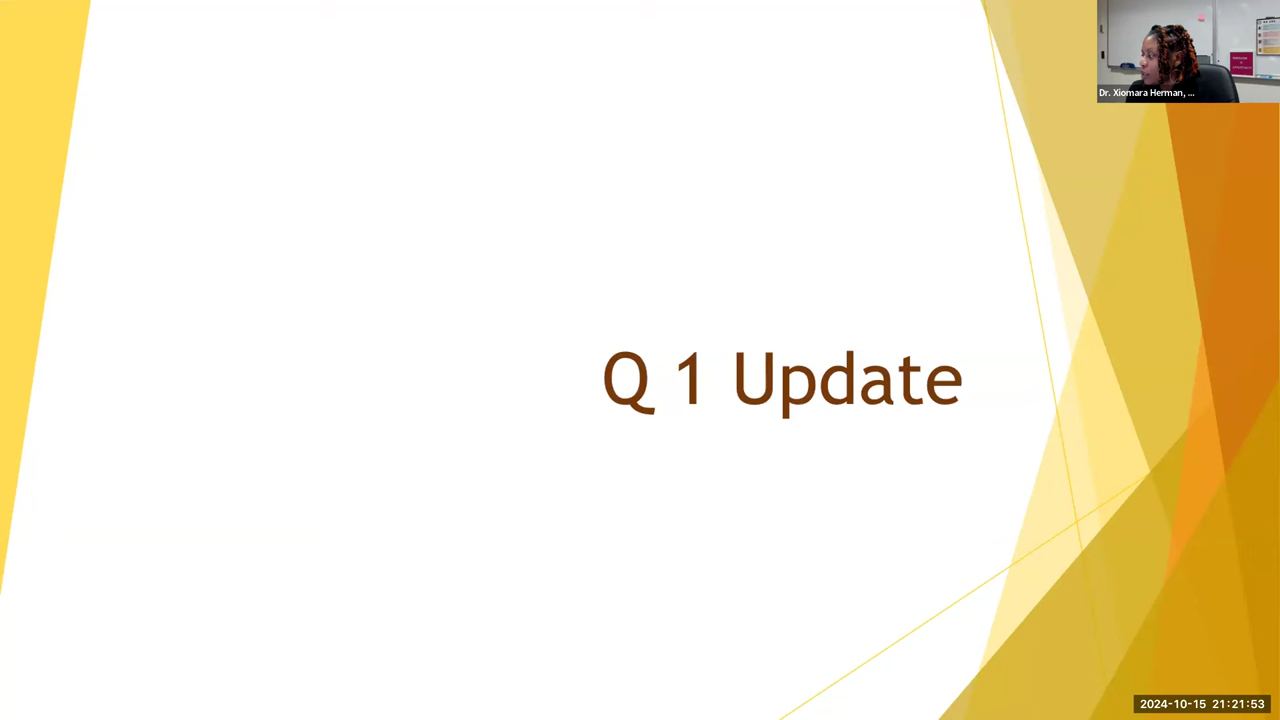 Dr. Xiomara Herman, ...
Q 1 Update
2024-10-15 21:21:53